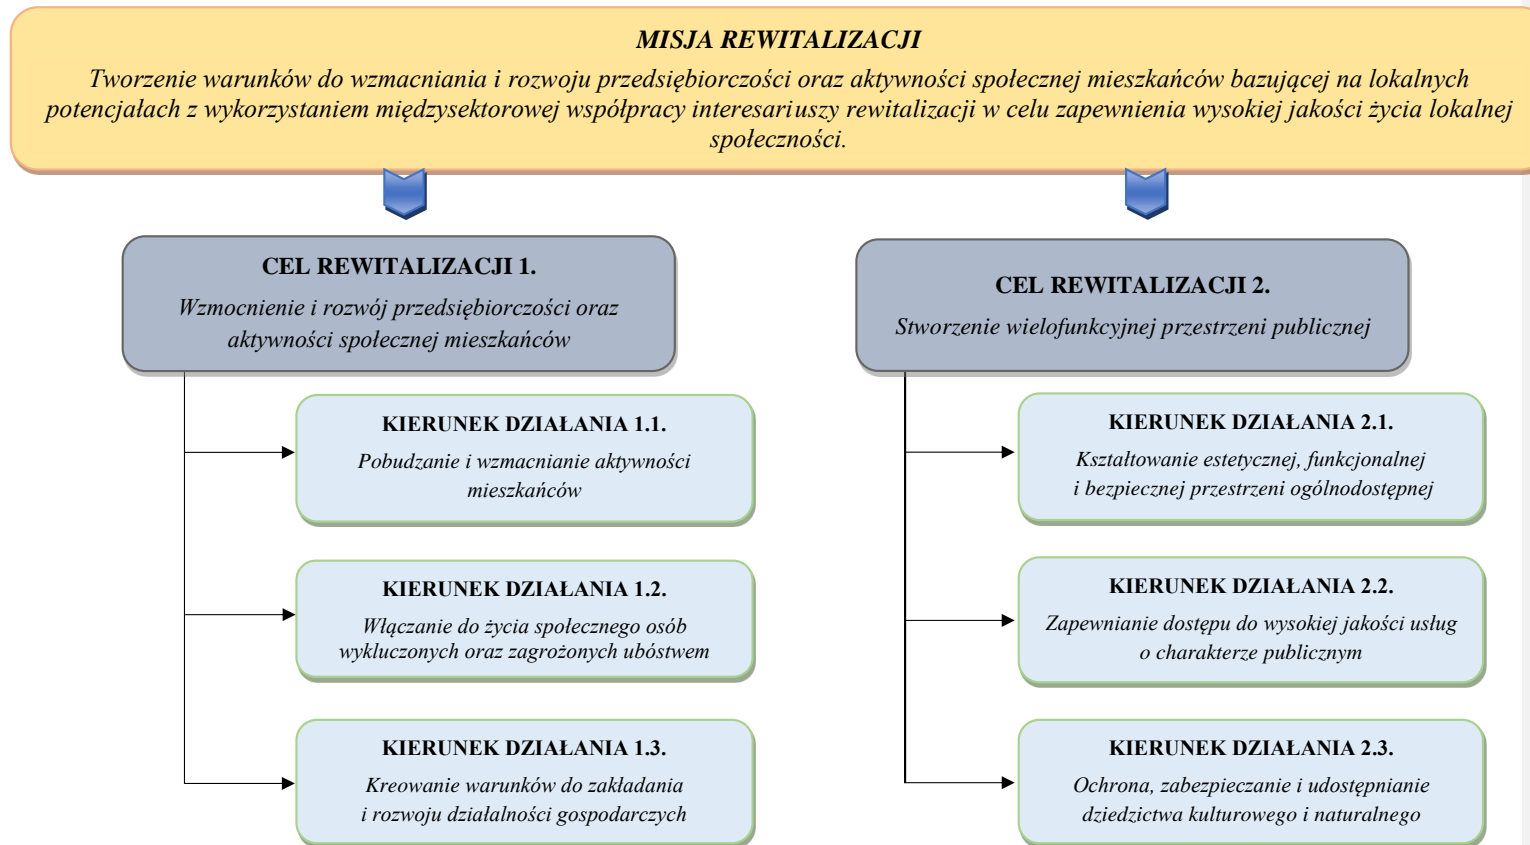 MISJA REWITALIZACJI
Tworzenie warunków do wzmacniania i rozwoju przedsiębiorczości oraz aktywności społecznej mieszkańców bazującej na lokalnych
potencjałach z wykorzystaniem międzysektorowej współpracy interesariuszy rewitalizacji w celu zapewnienia wysokiej jakości życia lokalnej
społeczności.
CEL REWITALIZACJI 1.
Wzmocnienie i rozwój przedsiębiorczości oraz
aktywności społecznej mieszkańców
KIERUNEK DZIAŁANIA 1.1.
Pobudzanie i wzmacnianie aktywności
mieszkańców
KIERUNEK DZIAŁANIA 1.2.
Włączanie do życia społecznego osób
wykluczonych oraz zagrożonych ubóstwem
KIERUNEK DZIAŁANIA 1.3.
Kreowanie warunków do zakładania
i rozwoju działalności gospodarczych
CEL REWITALIZACJI 2.
Stworzenie wielofunkcyjnej przestrzeni publicznej
KIERUNEK DZIAŁANIA 2.1.
Kształtowanie estetycznej, funkcjonalnej
i bezpiecznej przestrzeni ogólnodostępnej
KIERUNEK DZIAŁANIA 2.2.
Zapewnianie dostępu do wysokiej jakości usług
o charakterze publicznym
KIERUNEK DZIAŁANIA 2.3.
Ochrona, zabezpieczanie i udostępnianie
dziedzictwa kulturowego i naturalnego